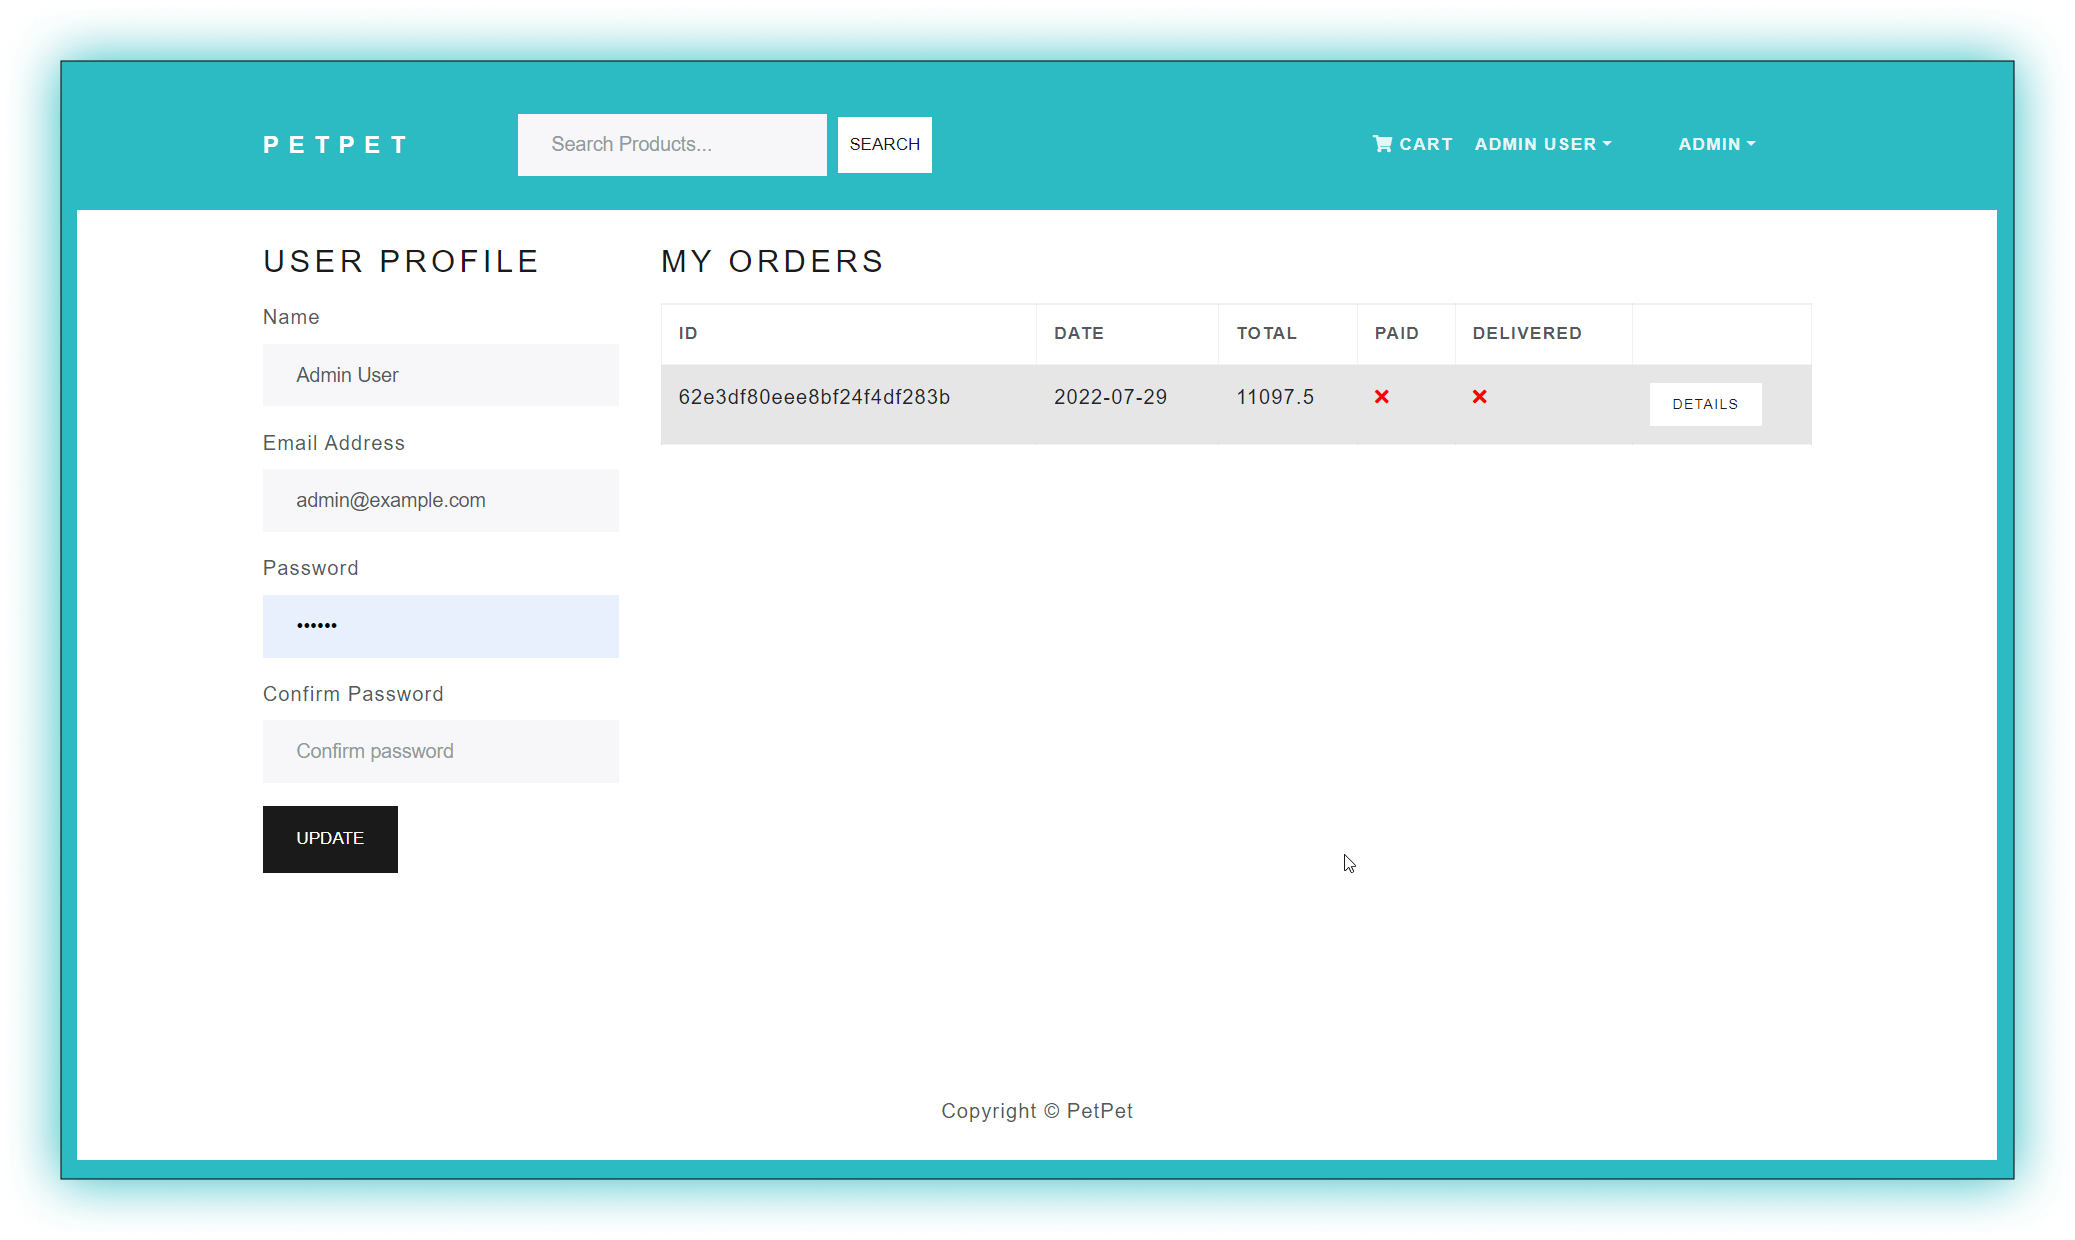 PETPET
Search Products...
SEARCH
CART
ADMIN USER
ADMIN
USER PROFILE
Name
Admin User
Email Address
admin@example.com
Password
••••••
Confirm Password
Confirm password
UPDATE
MY ORDERS
ID DATE TOTAL PAID DELIVERED
62e3df80eee8bf24f4df283b 2022-07-29 11097.5 DETAILS
Copyright © PetPet